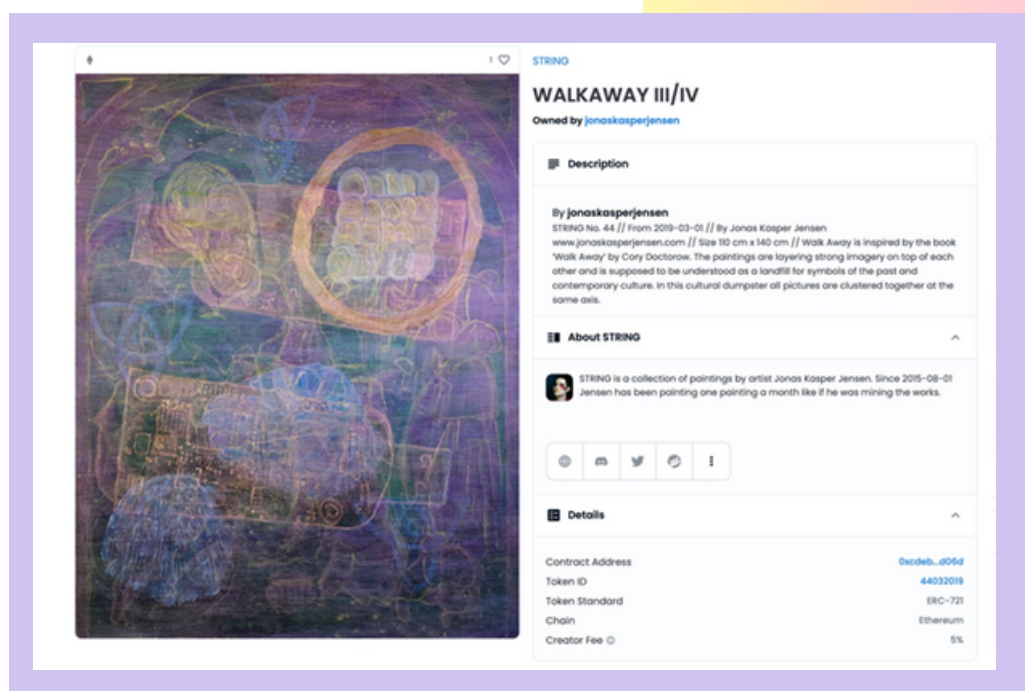 1
STRING
WALKAWAY III/IV
Owned by jonaskasperjensen
Description
By jonaskasperjensen
STRING No. 44 // From 2019-03-01 // By Jonas Kasper Jensen
www.jonaskasperjensen.com // Size 110 cm x 140 cm // Walk Away is inspired by the book
'Walk Away' by Cory Doctorow. The paintings are layering strong imagery on top of each
other and is supposed to be understood as a landfill for symbols of the past and
contemporary culture. In this cultural dumpster all pictures are clustered together at the
same axis.
About STRING
STRING is a collection of paintings by artist Jonas Kasper Jensen. Since 2015-08-01
Jensen has been painting one painting a month like if he was mining the works.
Details
Contract Address 0xcdeb...d06d
Token ID 44032019
Token Standard ERC-721
Chain Ethereum
Creator Fee 5%